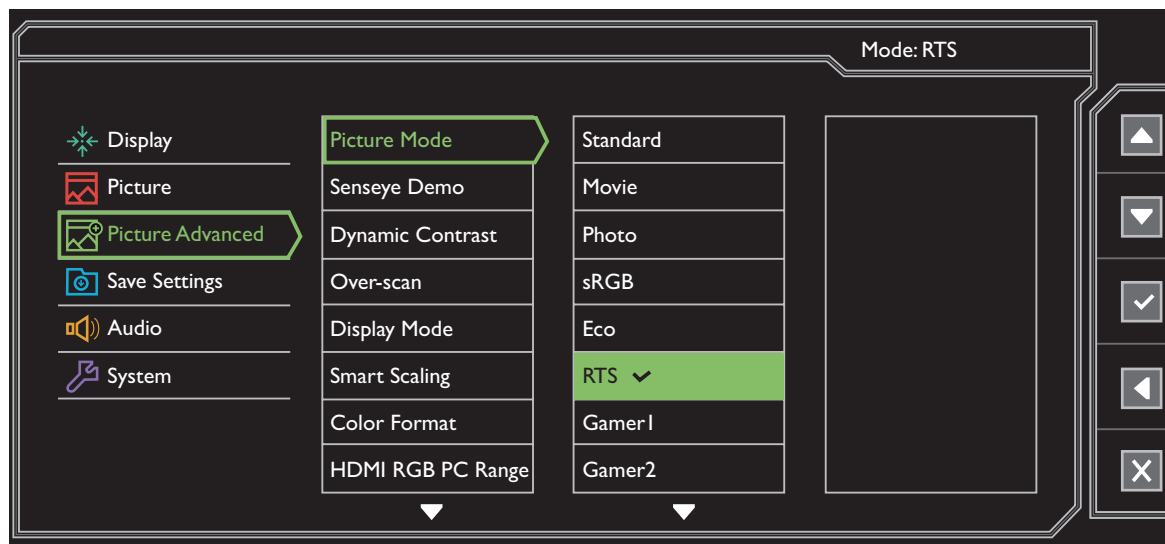 Mode: RTS
Display
Picture
Picture Advanced
Save Settings
Audio
System
Picture Mode
Senseye Demo
Dynamic Contrast
Over-scan
Display Mode
Smart Scaling
Color Format
HDMI RGB PC Range
Standard
Movie
Photo
sRGB
Eco
RTS
Gamer1
Gamer2